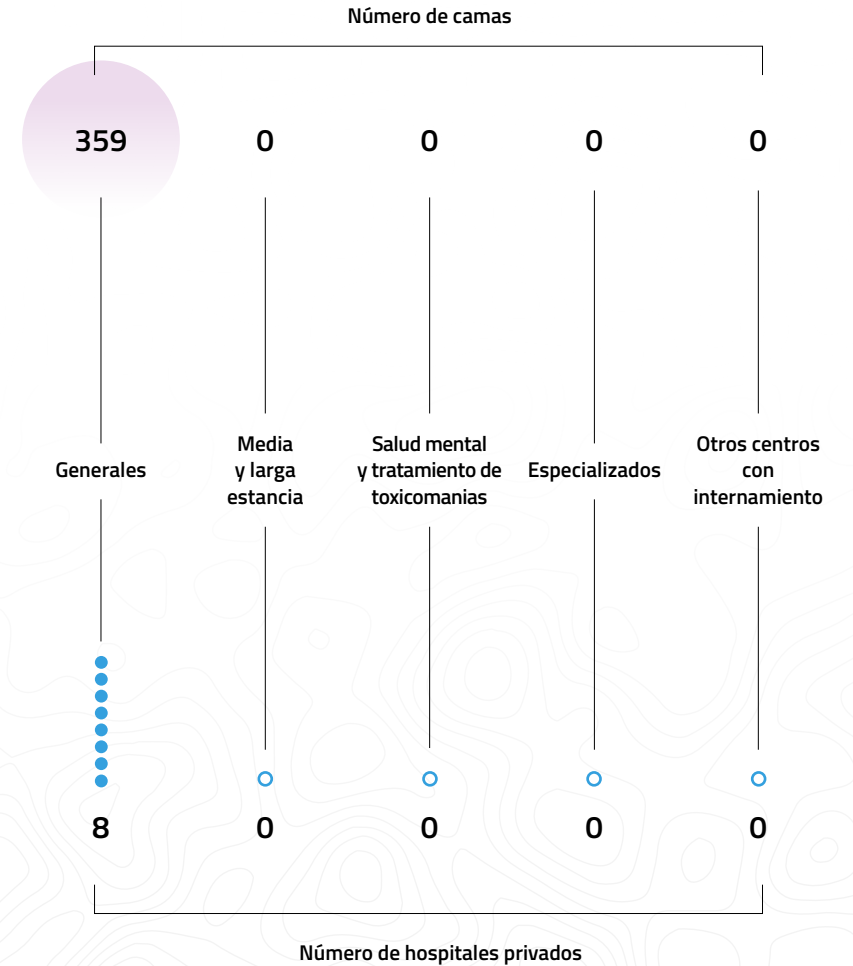 Número de camas
359 0 0 0 0
Generales
Media
y larga
estancia
Salud mental
y tratamiento de
toxicomanias
Especializados
Otros centros
con
internamiento
8 0 0 0 0
Número de hospitales privados